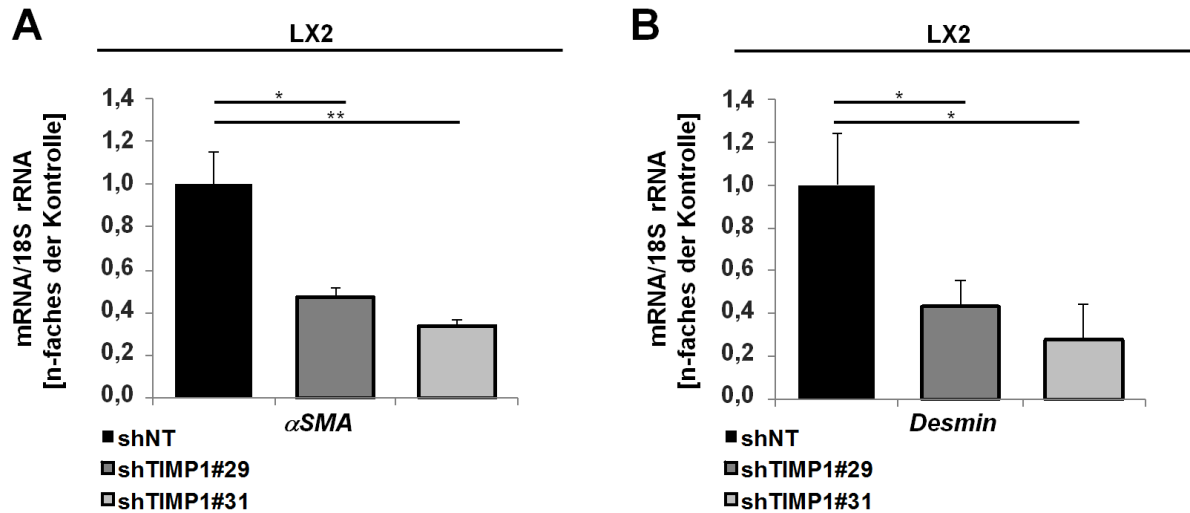 A
LX2
mRNA/18S rRNA
[n-faches der Kontrolle]
1,4
1,2
1,0
0,8
0,6
0,4
0,2
0,0
*
**
αSMA
shNT
shTIMP1#29
shTIMP1#31
B
LX2
mRNA/18S rRNA
[n-faches der Kontrolle]
1,4
1,2
1,0
0,8
0,6
0,4
0,2
0,0
*
*
Desmin
shNT
shTIMP1#29
shTIMP1#31